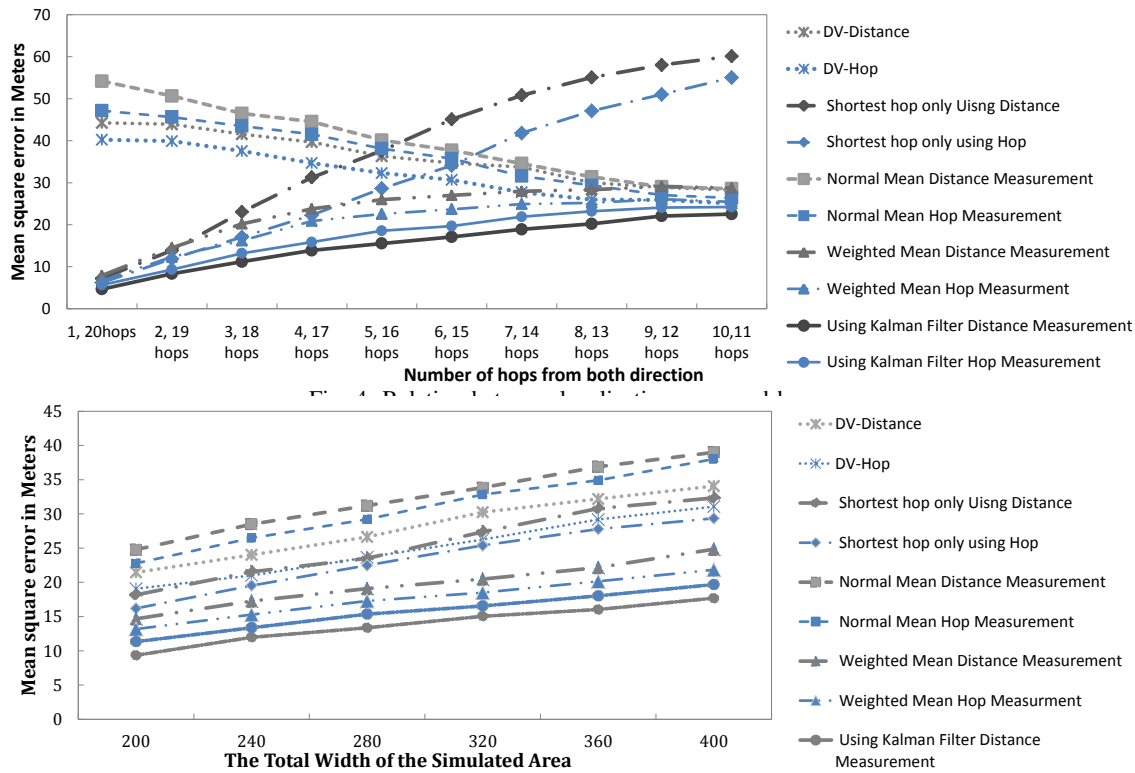 70
60
50
40
30
20
10
0
Mean square error in Meters
1, 20hops
2, 19 hops
3, 18 hops
4, 17 hops
5, 16 hops
6, 15 hops
7, 14 hops
8, 13 hops
9, 12 hops
10,11 hops
Number of hops from both direction
DV-Distance
DV-Hop
Shortest hop only Uisng Distance
Shortest hop only using Hop
Normal Mean Distance Measurement
Normal Mean Hop Measurement
Weighted Mean Distance Measurement
Weighted Mean Hop Measurment
Using Kalman Filter Distance Measurement
Using Kalman Filter Hop Measurement
45
40
35
30
25
20
15
10
5
0
Mean square error in Meters
200
240
280
320
360
400
The Total Width of the Simulated Area
DV-Distance
DV-Hop
Shortest hop only Uisng Distance
Shortest hop only using Hop
Normal Mean Distance Measurement
Normal Mean Hop Measurement
Weighted Mean Distance Measurement
Weighted Mean Hop Measurment
Using Kalman Filter Distance
Measurement